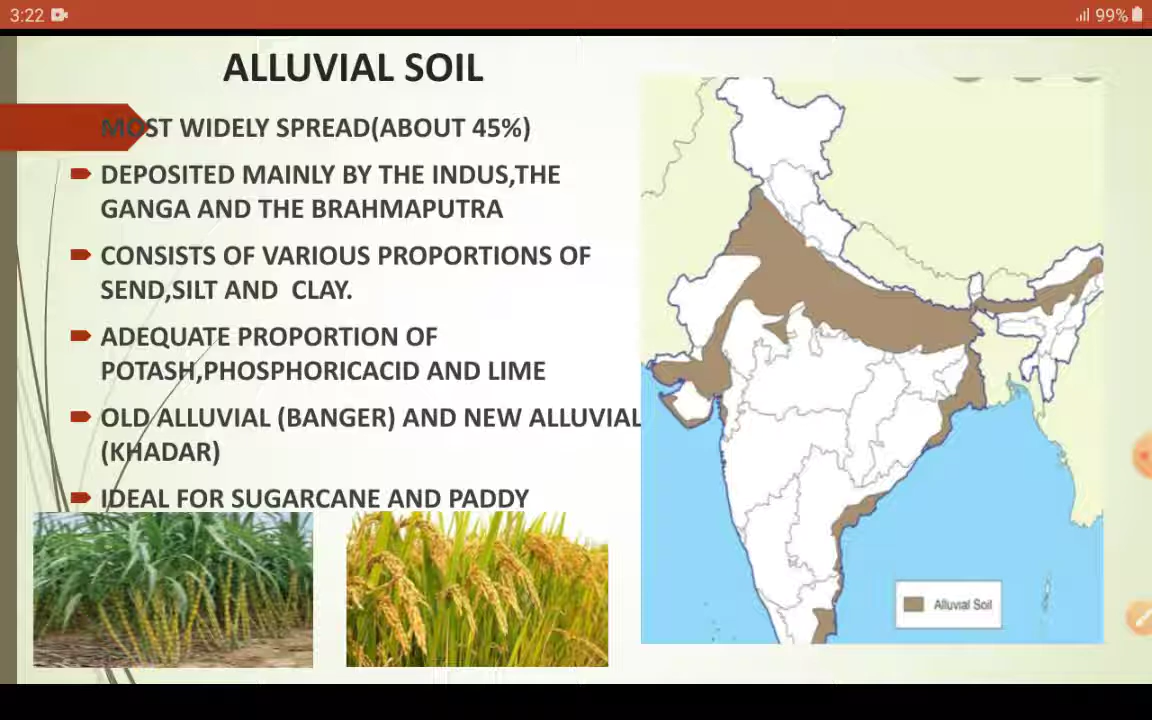 3:22
99%
ALLUVIAL SOIL
MOST WIDELY SPREAD(ABOUT 45%)
DEPOSITED MAINLY BY THE INDUS,THE
GANGA AND THE BRAHMAPUTRA
CONSISTS OF VARIOUS PROPORTIONS OF
SEND,SILT AND CLAY.
ADEQUATE PROPORTION OF
POTASH,PHOSPHORICACID AND LIME
OLD ALLUVIAL (BANGER) AND NEW ALLUVIAL
(KHADAR)
IDEAL FOR SUGARCANE AND PADDY
Alluvial Soil